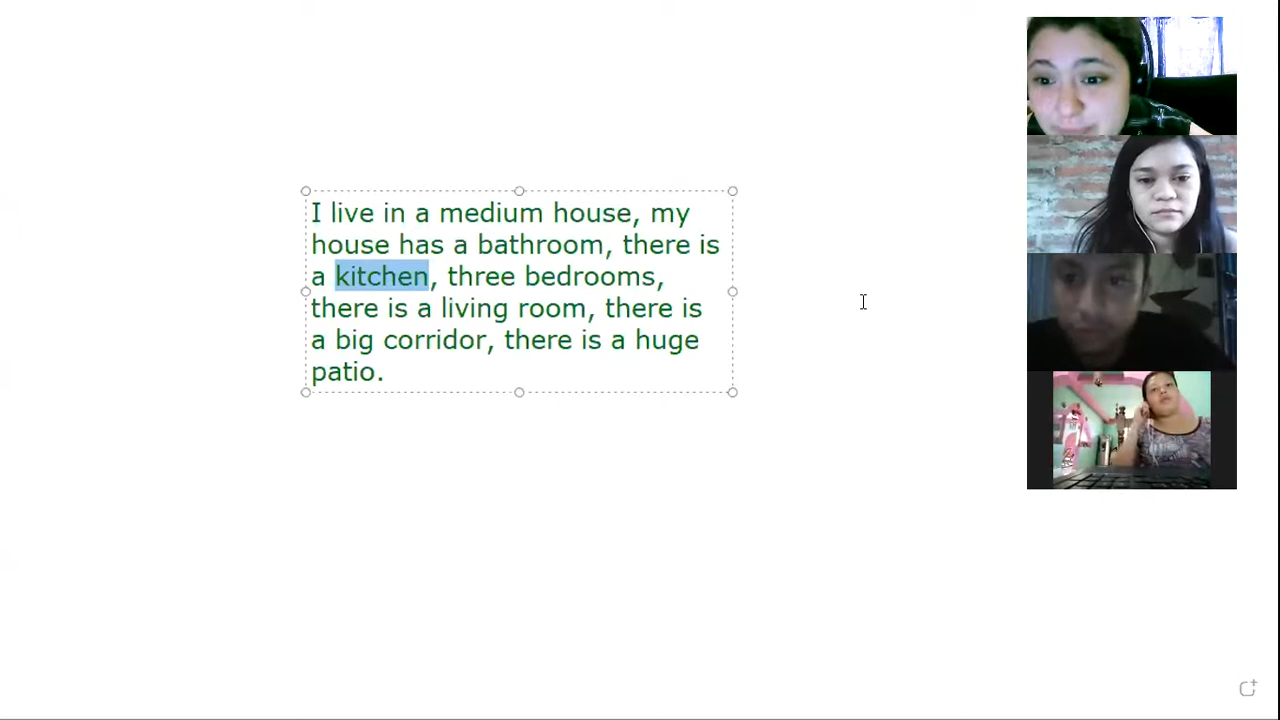 I live in a medium house, my
house has a bathroom, there is
a kitchen, three bedrooms,
there is a living room, there is
a big corridor, there is a huge
patio.